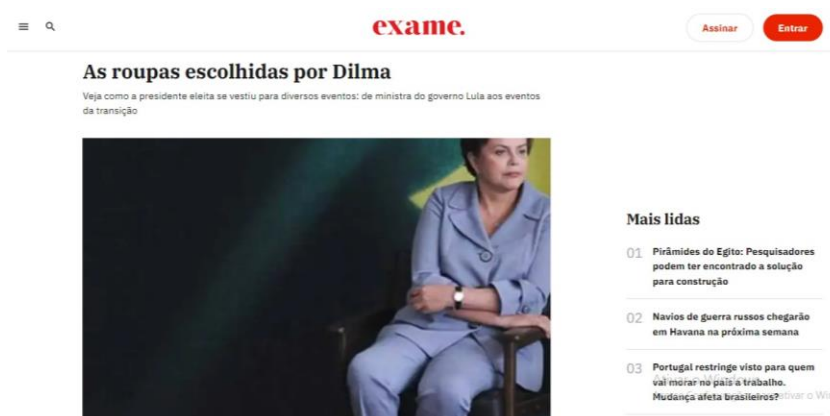 exame.
Assinar
Entrar
As roupas escolhidas por Dilma
Veja como a presidente eleita se vestiu para diversos eventos: de ministra do governo Lula aos eventos
da transição
Mais lidas
01 Pirâmides do Egito: Pesquisadores
podem ter encontrado a solução
para construção
02 Navios de guerra russos chegarão
em Havana na próxima semana
03 Portugal restringe visto para quem
vai morar no país a trabalho.
Mudança afeta brasileiros?